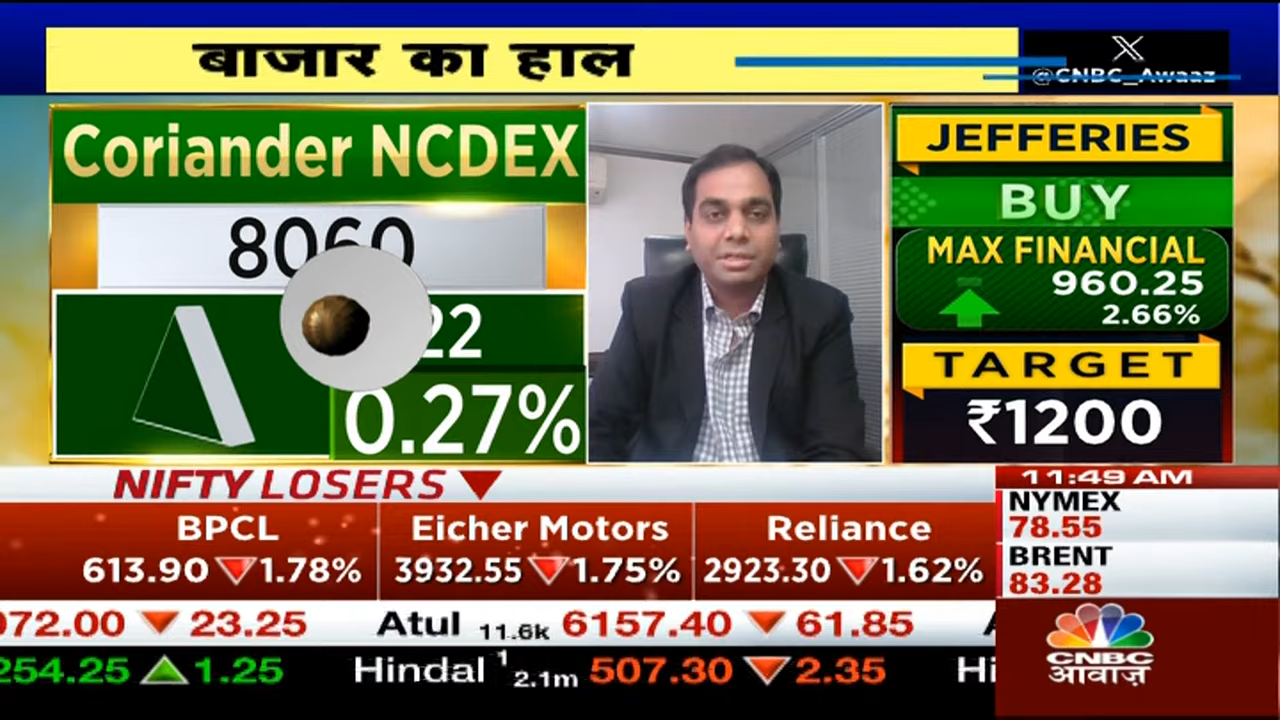 बाजार का हाल
@CNBC_Awaaz
Coriander NCDEX
8060
22
0.27%
JEFFERIES
BUY
MAX FINANCIAL
960.25
2.66%
TARGET
₹1200
NIFTY LOSERS
BPCL
613.90 1.78%
Eicher Motors
3932.55 1.75%
Reliance
2923.30 1.62%
11:49 AM
NYMEX
78.55
BRENT
83.28
972.00 23.25 Atul 11.6k 6157.40 61.85
254.25 1.25 Hindal 2.1m 507.30 2.35 Hi
CNBC
आवाज़